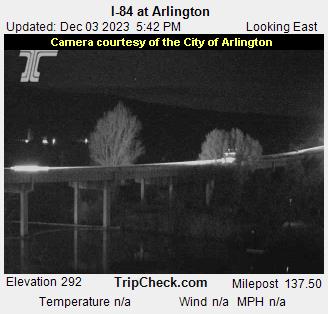 I-84 at Arlington
Updated: Dec 03 2023 5:42 PM Looking East
Camera courtesy of the City of Arlington
Elevation 292 TripCheck.com Milepost 137.50
Temperature n/a Wind n/a MPH n/a